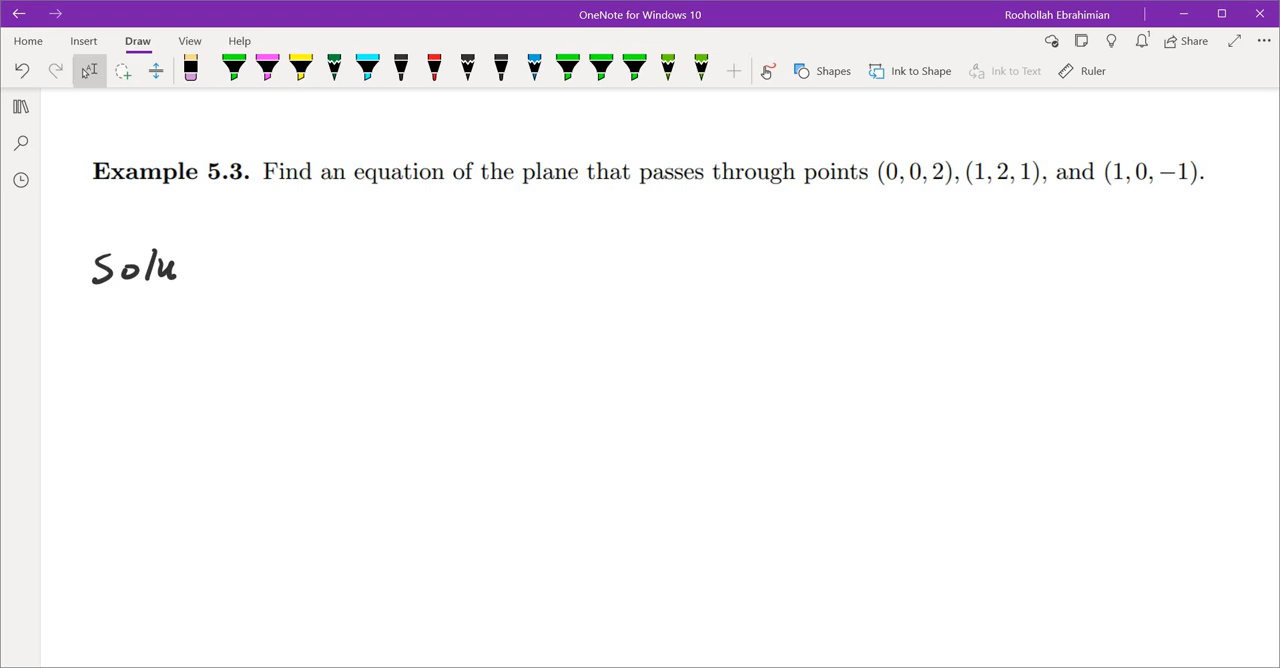 OneNote for Windows 10
Roohollah Ebrahimian
Home Insert Draw View Help
Share
Shapes Ink to Shape Ink to Text Ruler
Example 5.3. Find an equation of the plane that passes through points (0, 0, 2), (1, 2, 1), and (1, 0, −1).
Solu